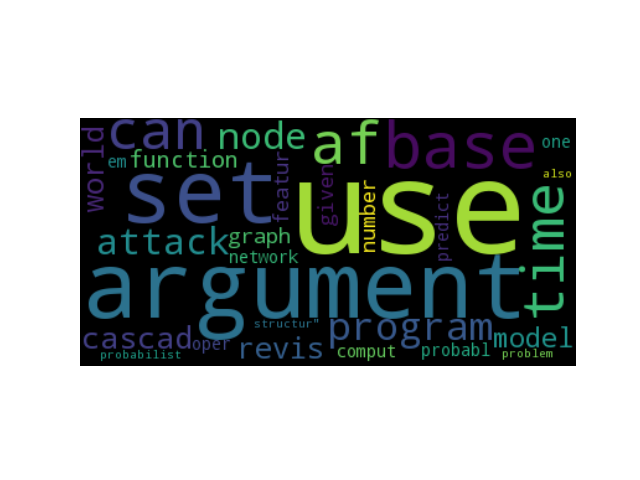 can
node
af
base
one
world
em
function
featur
given
number
also
set
use
predict
time
attack
graph
network
argument
structur"
program
cascad
oper
revis
model
probabilist
comput
probabl
problem